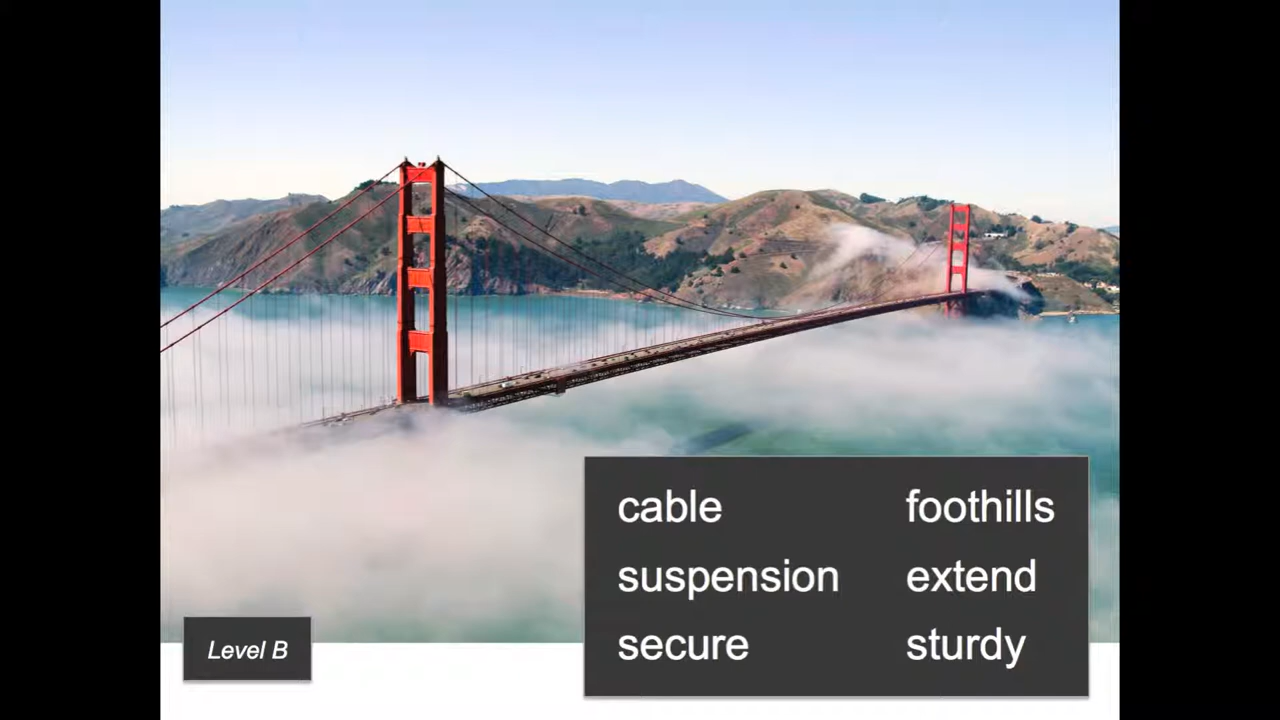 cable
suspension
secure
foothills
extend
sturdy
Level B